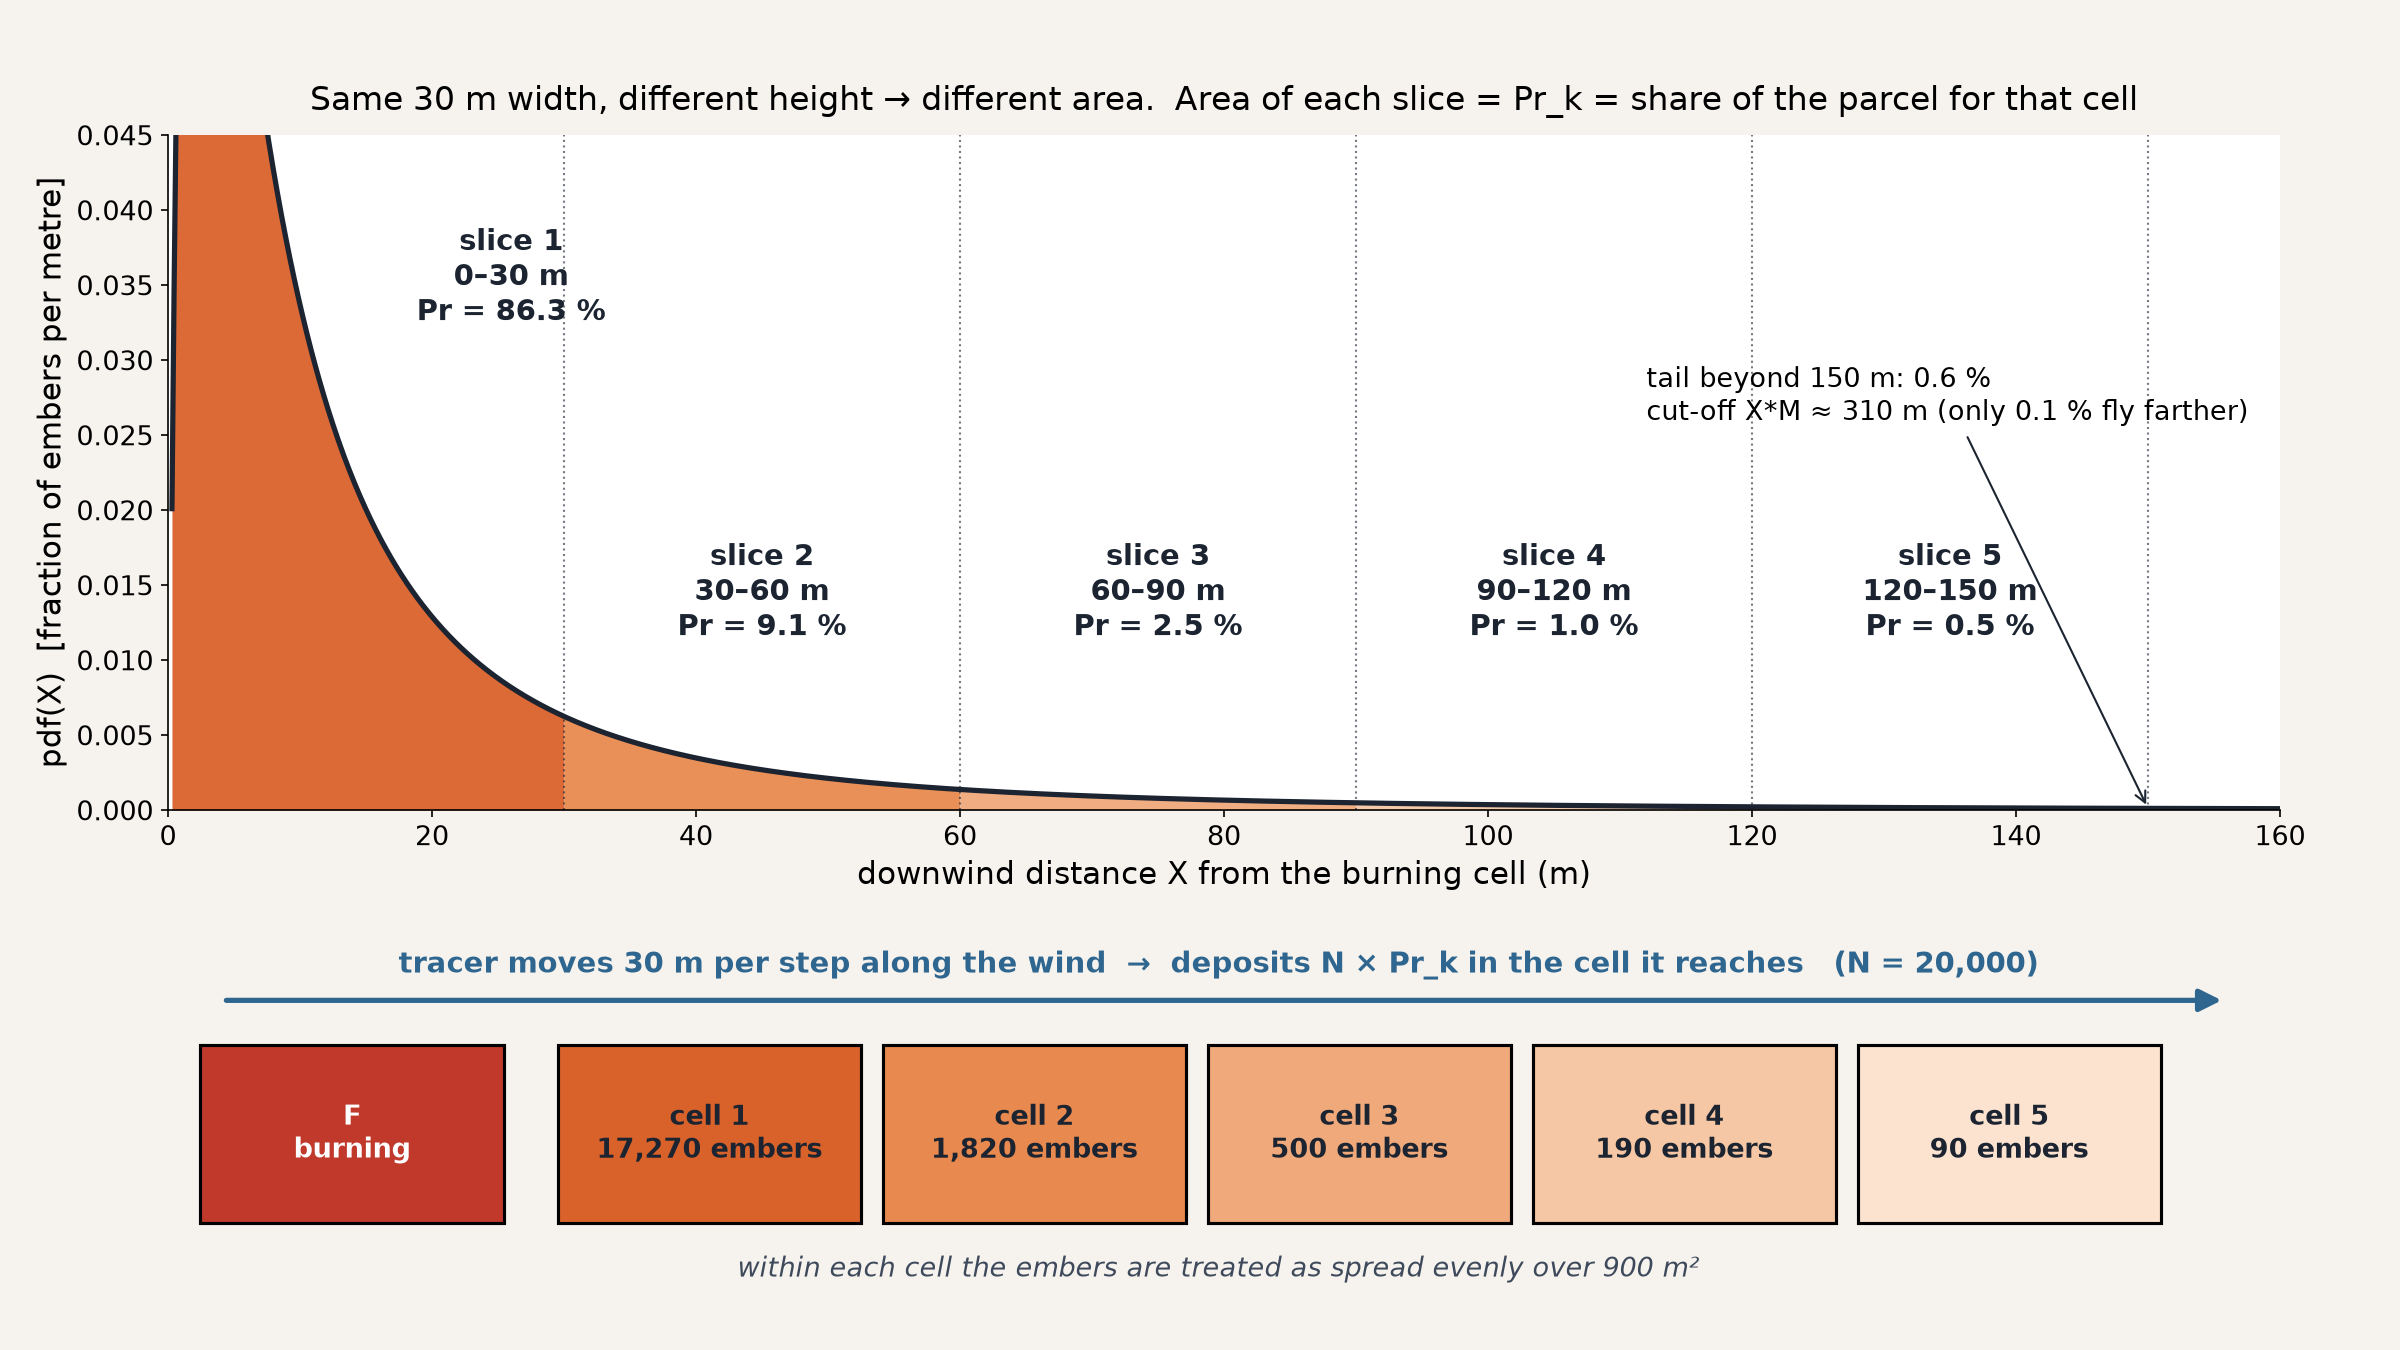 Same 30 m width, different height → different area.  Area of each slice = Pr_k = share of the parcel for that cell
pdf(X)  [fraction of embers per metre]
0.045
0.040
0.035
0.030
0.025
0.020
0.015
0.010
0.005
0.000
slice 1
0–30 m
Pr = 86.3 %
slice 2
30–60 m
Pr = 9.1 %
slice 3
60–90 m
Pr = 2.5 %
slice 4
90–120 m
Pr = 1.0 %
slice 5
120–150 m
Pr = 0.5 %
tail beyond 150 m: 0.6 %
cut-off X*M ≈ 310 m (only 0.1 % fly farther)
0 20 40 60 80 100 120 140 160
downwind distance X from the burning cell (m)
tracer moves 30 m per step along the wind  →  deposits N × Pr_k in the cell it reaches   (N = 20,000)
F
burning
cell 1
17,270 embers
cell 2
1,820 embers
cell 3
500 embers
cell 4
190 embers
cell 5
90 embers
within each cell the embers are treated as spread evenly over 900 m²